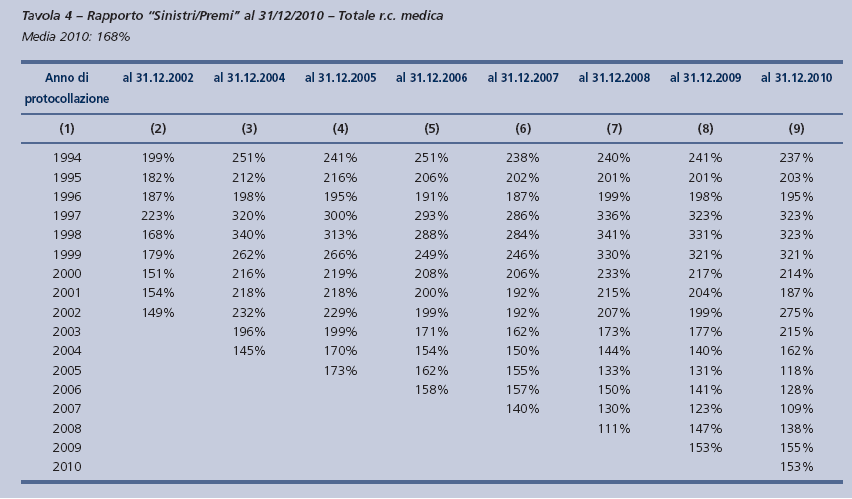 Tavola 4 – Rapporto “Sinistri/Premi” al 31/12/2010 – Totale r.c. medica
Media 2010: 168%
Anno di protocollazione al 31.12.2002 al 31.12.2004 al 31.12.2005 al 31.12.2006 al 31.12.2007 al 31.12.2008 al 31.12.2009 al 31.12.2010
(1) (2) (3) (4) (5) (6) (7) (8) (9)
1994 199% 251% 241% 251% 238% 240% 241% 237%
1995 182% 212% 216% 206% 202% 201% 201% 203%
1996 187% 198% 195% 191% 187% 199% 198% 195%
1997 223% 320% 300% 293% 286% 336% 323% 323%
1998 168% 340% 313% 288% 284% 341% 331% 323%
1999 179% 262% 266% 249% 246% 330% 321% 321%
2000 151% 216% 219% 208% 206% 233% 217% 214%
2001 154% 218% 218% 200% 192% 215% 204% 187%
2002 149% 232% 229% 199% 192% 207% 199% 275%
2003 196% 199% 171% 162% 173% 177% 215%
2004 145% 170% 154% 150% 144% 140% 162%
2005 173% 162% 155% 133% 131% 118%
2006 158% 157% 150% 141% 128%
2007 140% 130% 123% 109%
2008 111% 147% 138%
2009 153% 155%
2010 153%